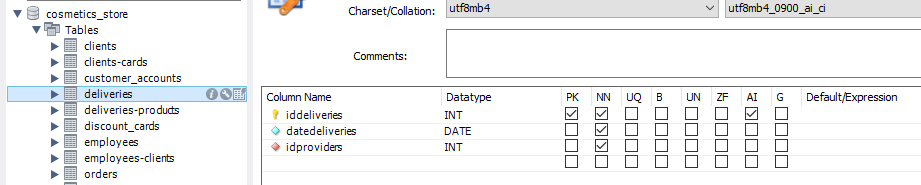 cosmetics_store
Tables
clients
clients-cards
customer_accounts
deliveries
deliveries-products
discount_cards
employees
employees-clients
orders
Charset/Collation: utf8mb4 utf8mb4_0900_ai_ci
Comments:
Column Name Datatype PK NN UQ B UN ZF AI G Default/Expression
iddeliveries INT
datedeliveries DATE
idproviders INT